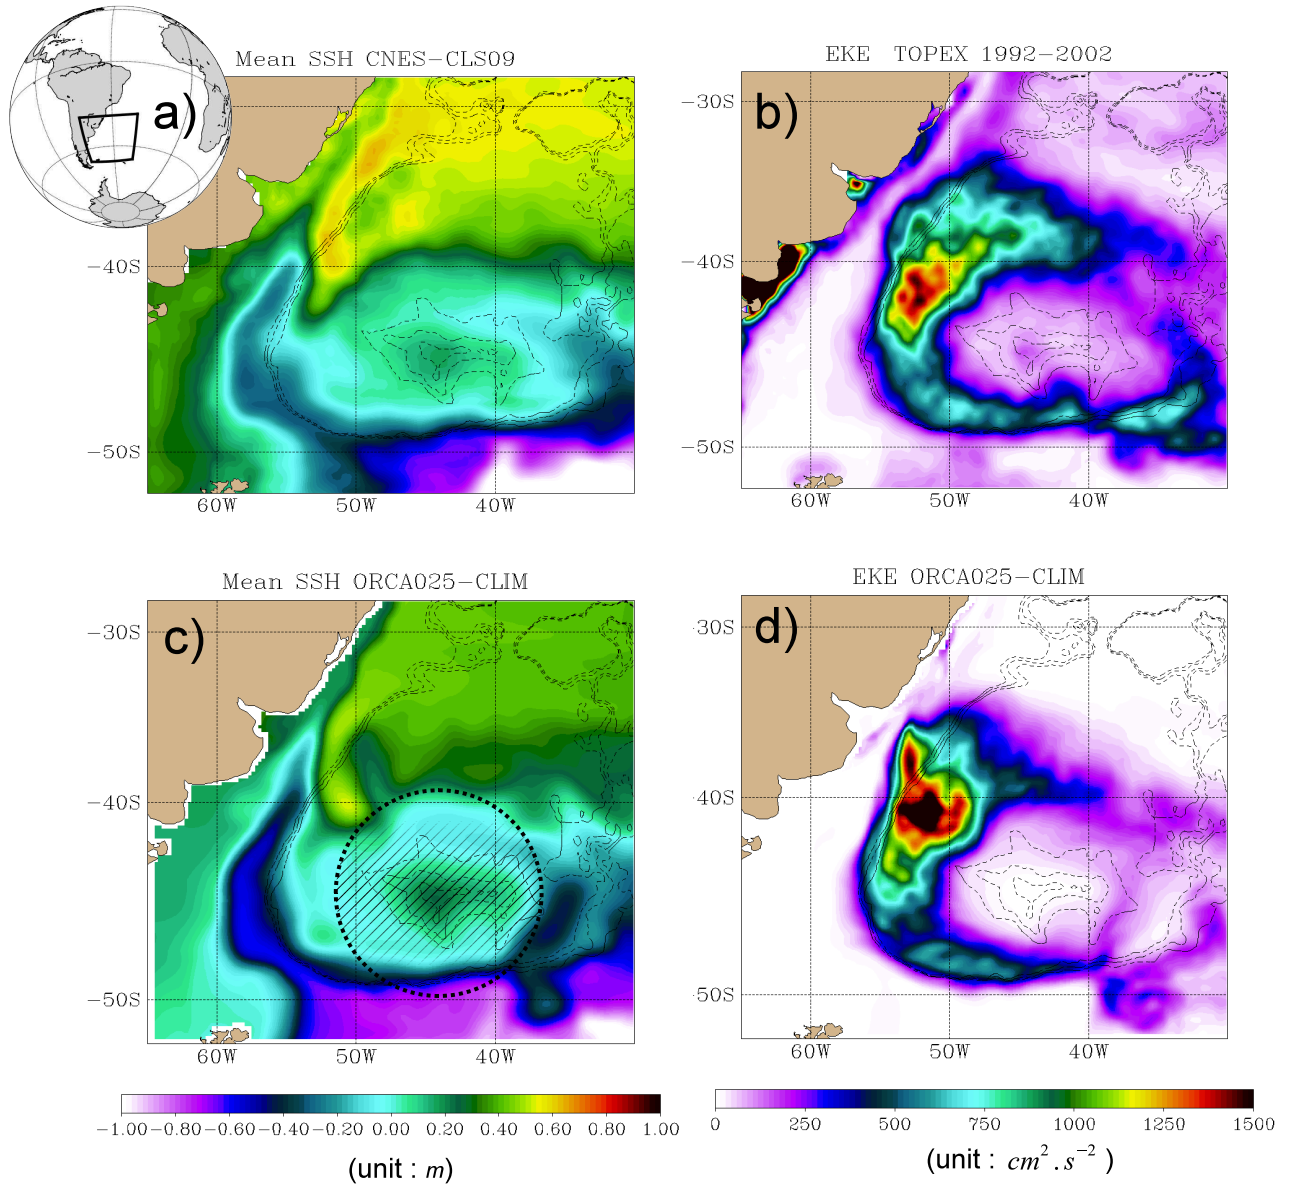 Mean SSH CNES-CLS09
a)
-40S
-50S
60W 50W 40W
EKE TOPEX 1992-2002
b)
-30S
-40S
-50S
60W 50W 40W
Mean SSH ORCA025-CLIM
c)
-30S
-40S
-50S
60W 50W 40W
EKE ORCA025-CLIM
d)
-30S
-40S
-50S
60W 50W 40W
-1.00 -0.80 -0.60 -0.40 -0.20 0.00 0.20 0.40 0.60 0.80 1.00
(unit : m)
0 250 500 750 1000 1250 1500
(unit : cm².s⁻² )